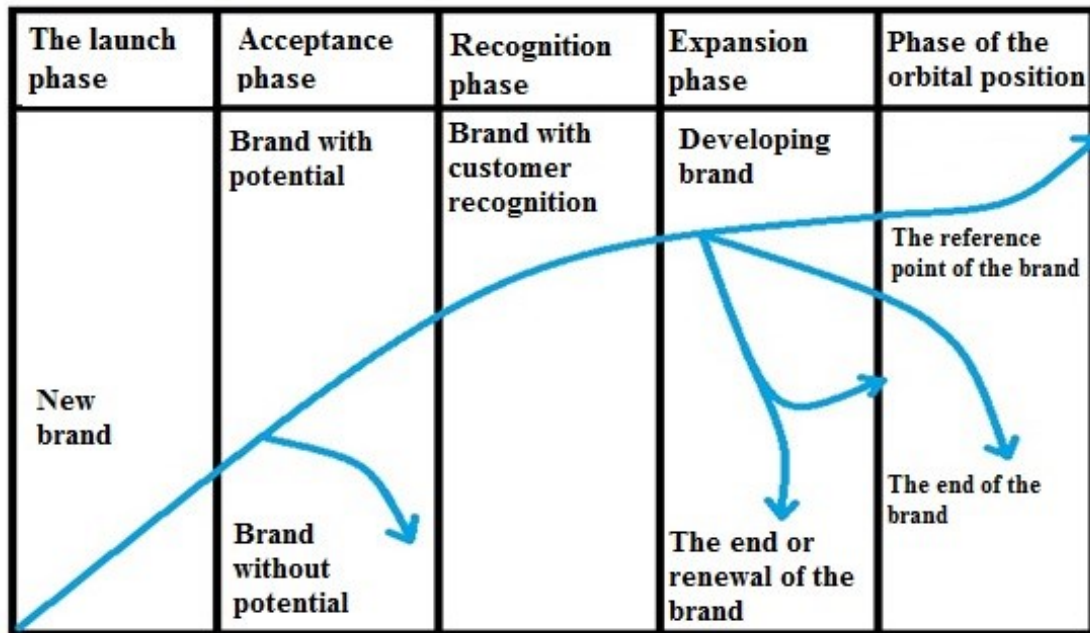 The launch
phase
Acceptance
phase
Recognition
phase
Expansion
phase
Phase of the
orbital position
New
brand
Brand with
potential
Brand
without
potential
Brand with
customer
recognition
Developing
brand
The end or
renewal of the
brand
The reference
point of the brand
The end of the
brand